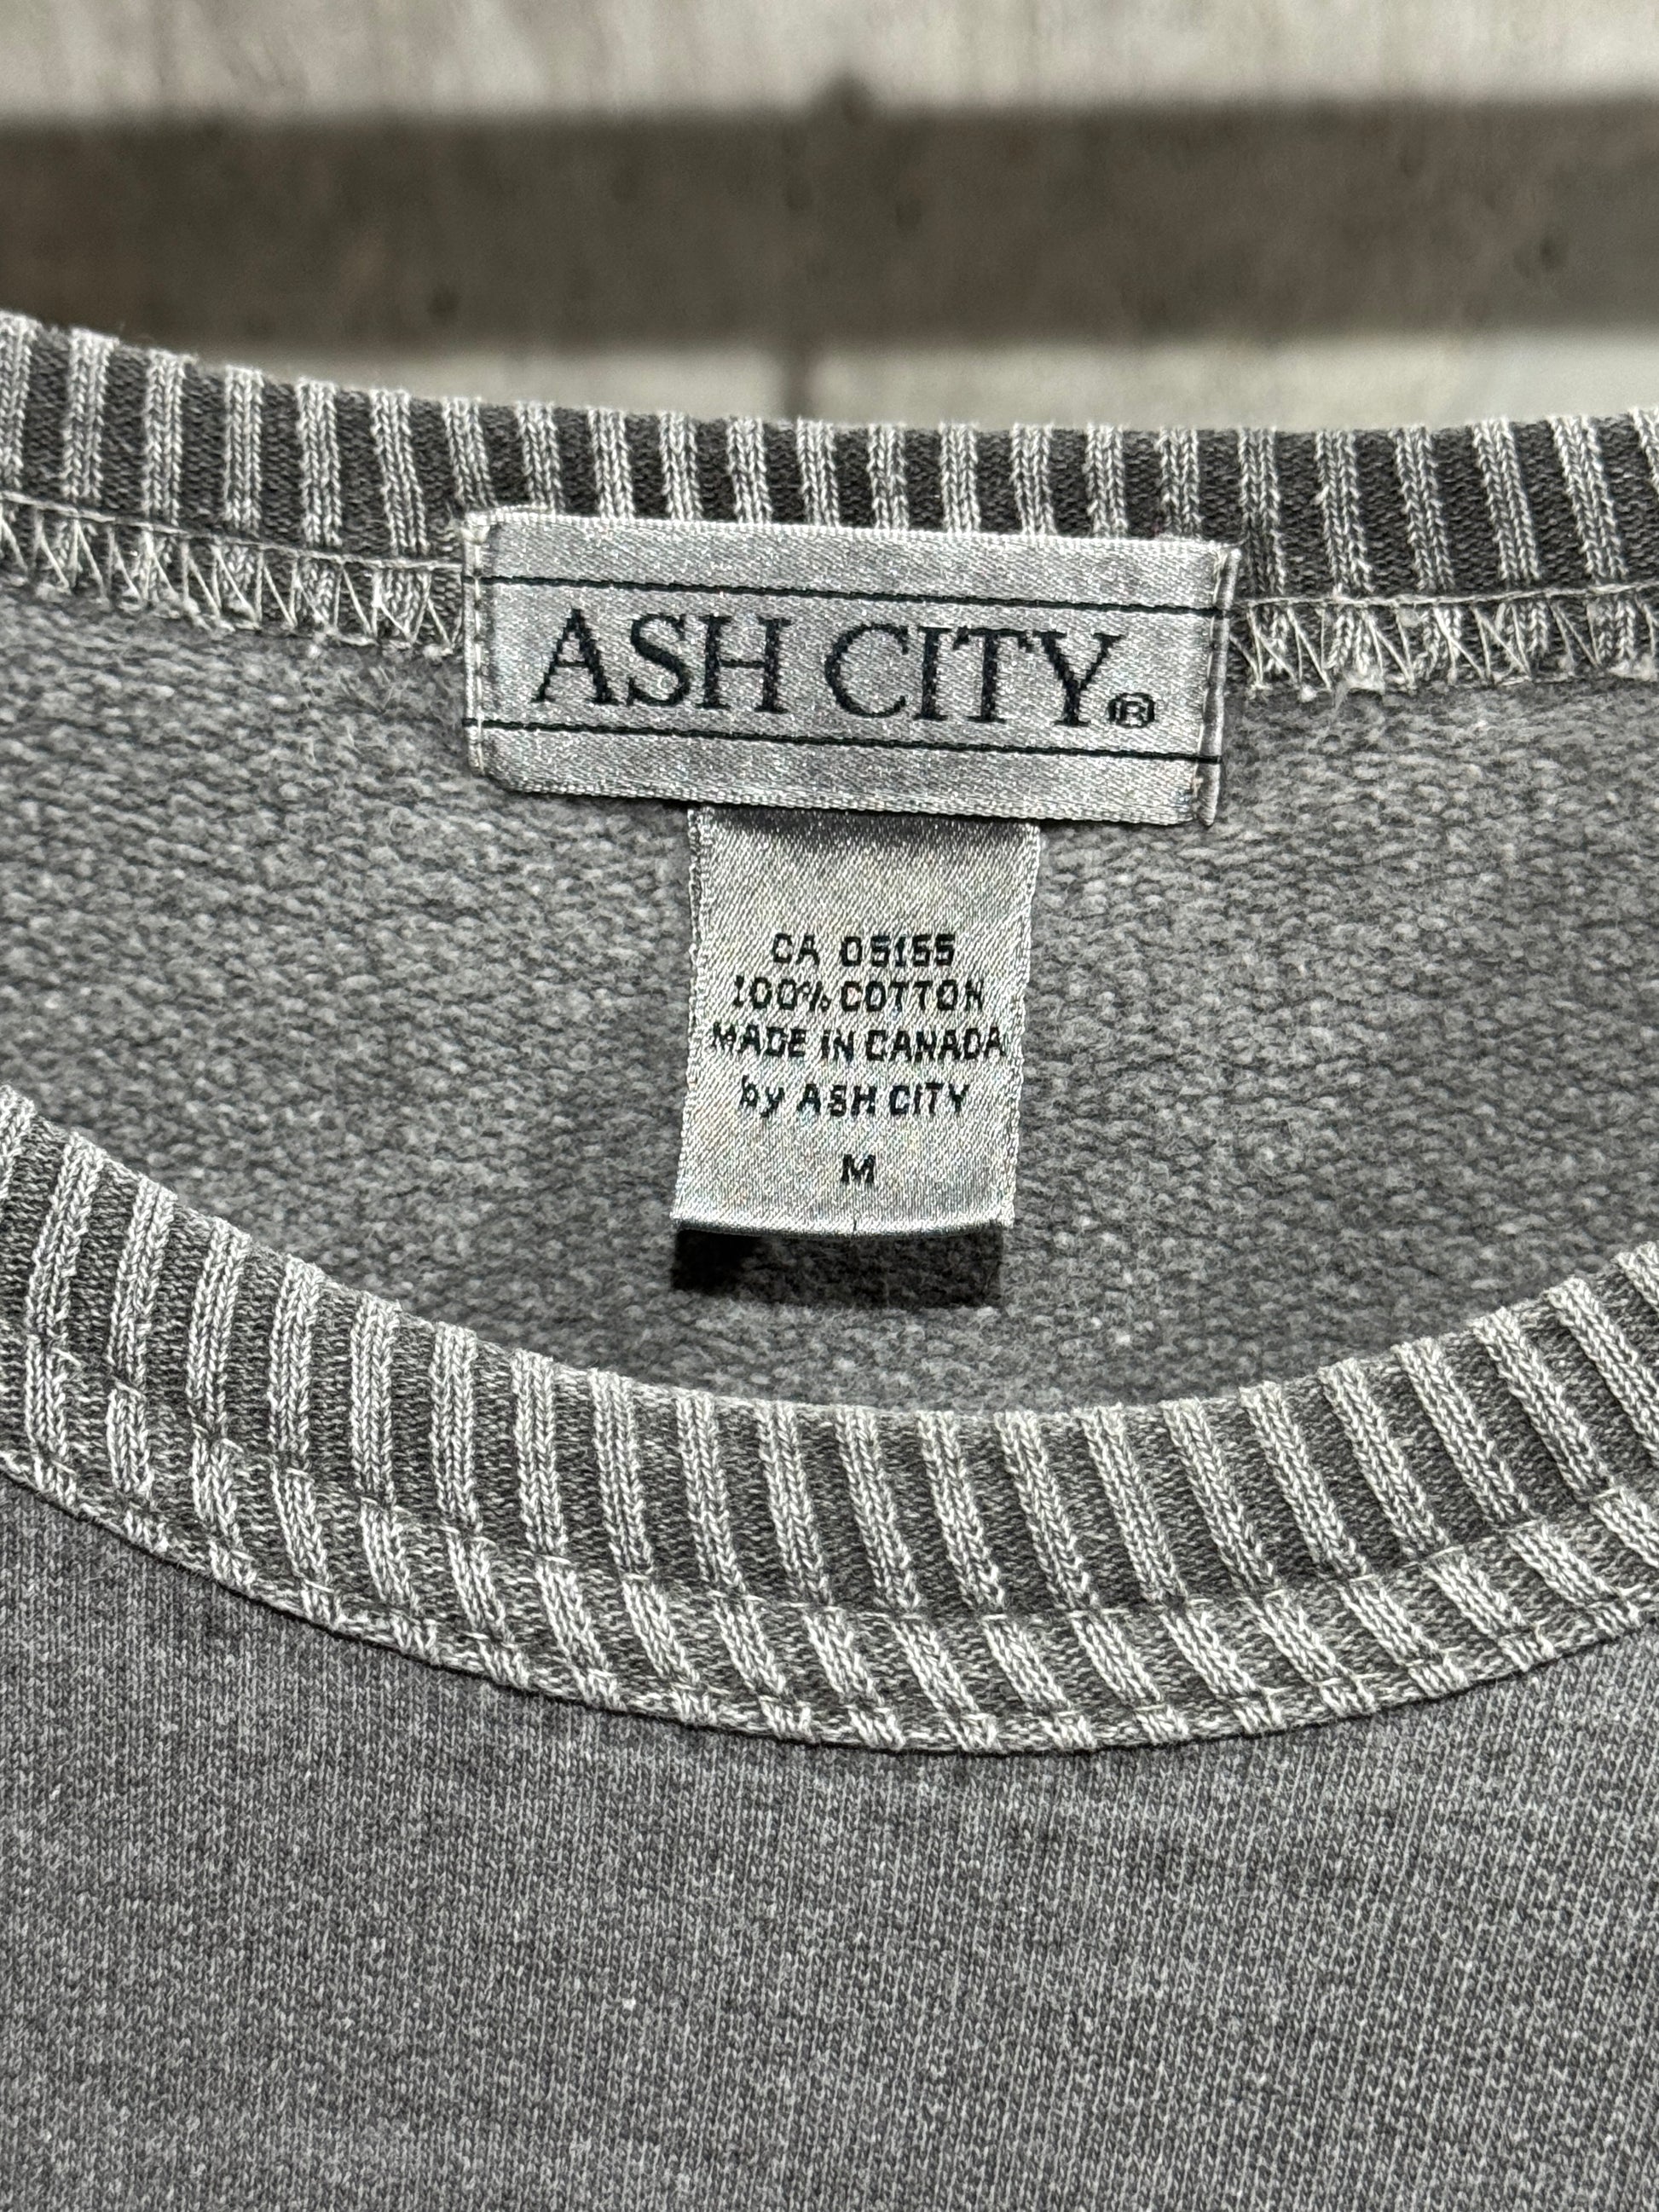 ASH CITY®
CA 05155
100% COTTON
MADE IN CANADA
by ASH CITY
M